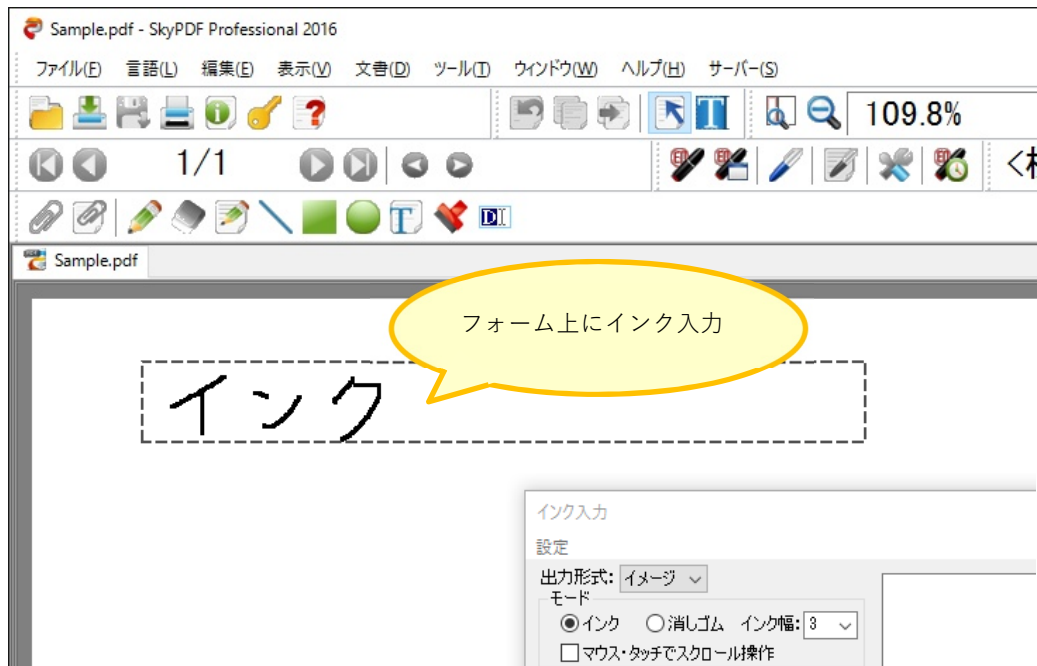 Sample.pdf - SkyPDF Professional 2016
ファイル(F) 言語(L) 編集(E) 表示(V) 文書(D) ツール(T) ウィンドウ(W) ヘルプ(H) サーバー(S)
109.8%
1/1
Sample.pdf
フォーム上にインク入力
インク
インク入力
設定
出力形式: イメージ
モード
インク 消しゴム インク幅: 3
マウス・タッチでスクロール操作